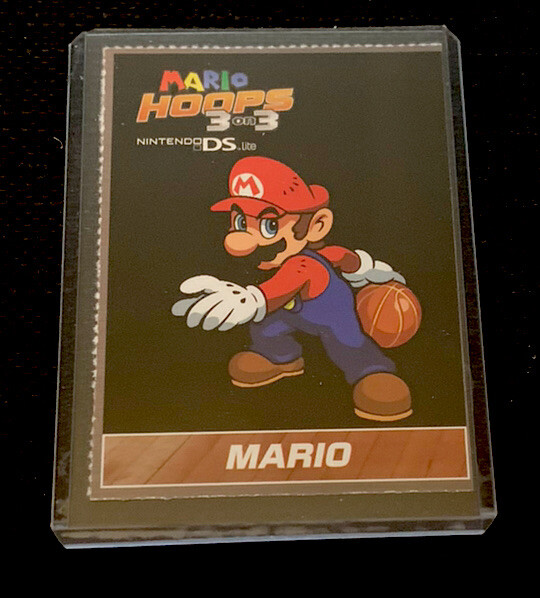 MARIO
HOOPS
3 on 3
NINTENDO DS lite
M
MARIO